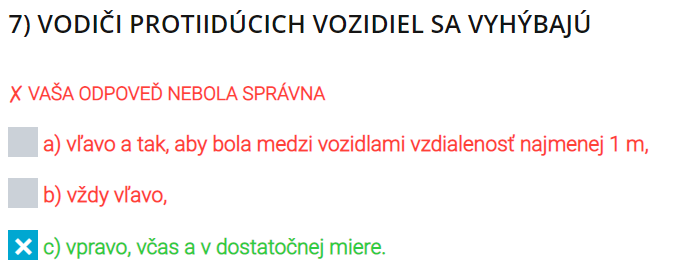 7) VODIČI PROTIIDÚCICH VOZIDIEL SA VYHÝBAJÚ
✗ VAŠA ODPOVEĎ NEBOLA SPRÁVNA
a) vľavo a tak, aby bola medzi vozidlami vzdialenosť najmenej 1 m,
b) vždy vľavo,
c) vpravo, včas a v dostatočnej miere.